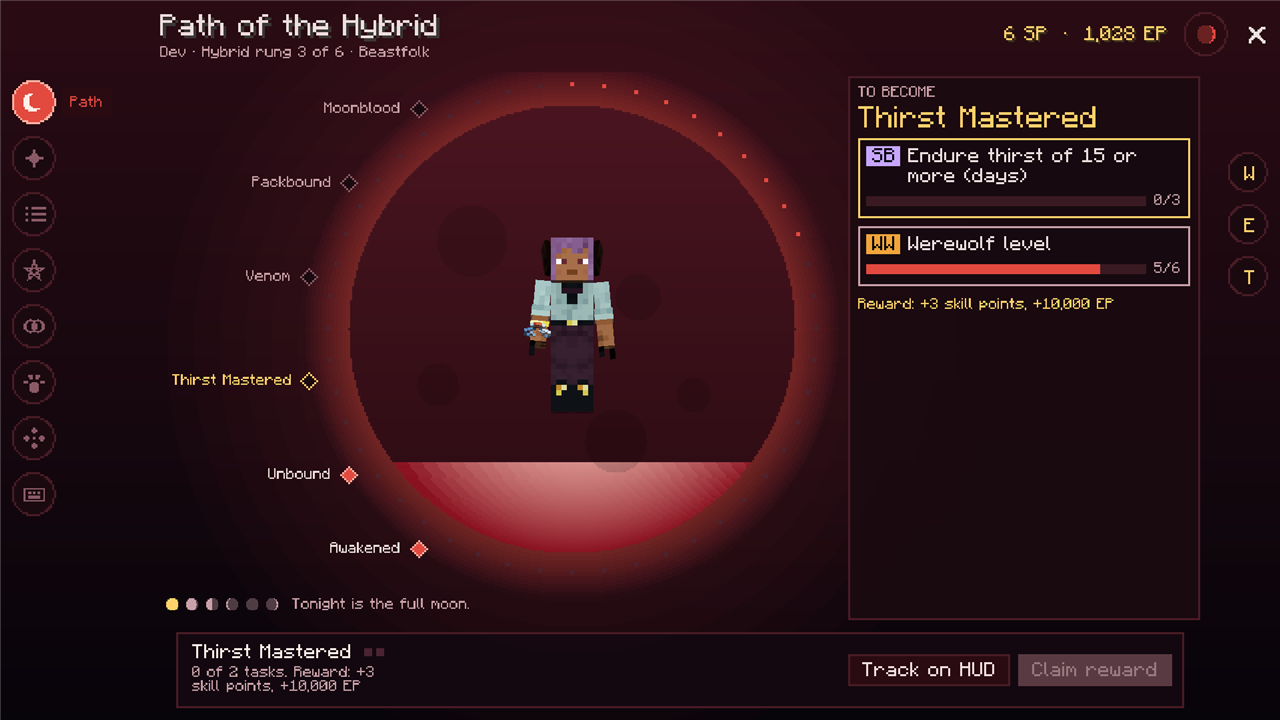 Path of the Hybrid
Dev · Hybrid rung 3 of 6 · Beastfolk
6 SP · 1,028 EP
Path
Moonblood
Packbound
Venom
Thirst Mastered
Unbound
Awakened
Tonight is the full moon.
TO BECOME
Thirst Mastered
SB Endure thirst of 15 or
more (days)
0/3
WW Werewolf level
5/6
Reward: +3 skill points, +10,000 EP
W
E
T
Thirst Mastered
0 of 2 tasks. Reward: +3
skill points, +10,000 EP
Track on HUD
Claim reward